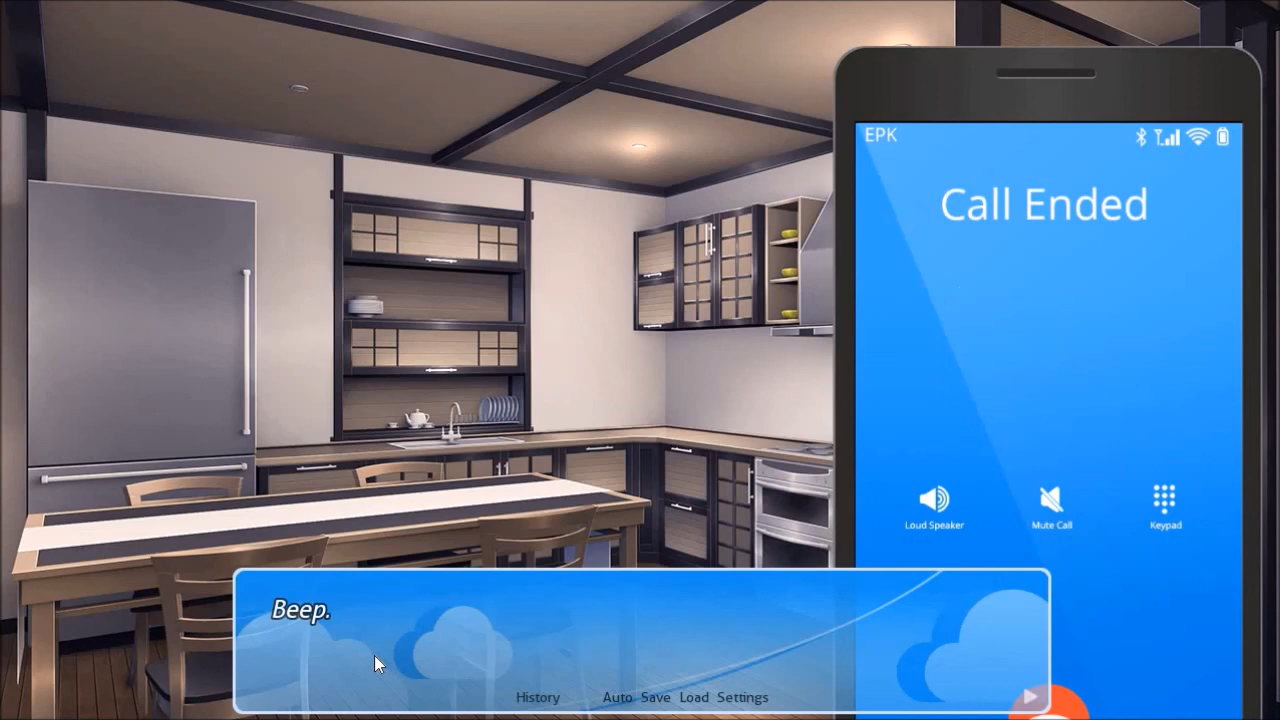 EPK
Call Ended
Loud Speaker Mute Call Keypad
Beep.
History Auto Save Load Settings